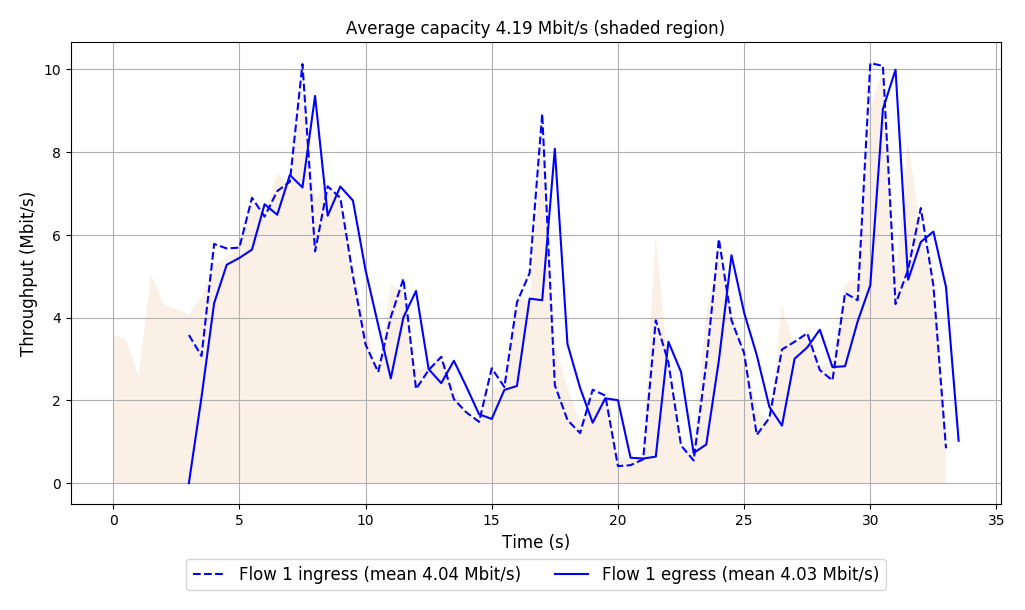 Average capacity 4.19 Mbit/s (shaded region)
Throughput (Mbit/s)
10
8
6
4
2
0
0 5 10 15 20 25 30 35
Time (s)
Flow 1 ingress (mean 4.04 Mbit/s) Flow 1 egress (mean 4.03 Mbit/s)